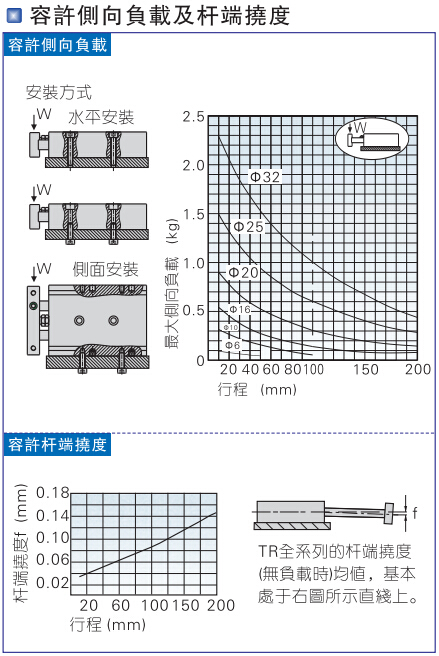 容許側向負載及杆端撓度
容許側向負載
安裝方式
W
水平安裝
W
側面安裝
W
最大側向負載 (kg)
2.5
2.0
1.5
1.0
0.5
0
W
Φ32
Φ25
Φ20
Φ16
Φ10
Φ6
20 40 60 80 100 150 200
行程 (mm)
容許杆端撓度
杆端撓度f (mm)
0.18
0.14
0.10
0.06
0.02
20 60 100 150 200
行程 (mm)
f
TR全系列的杆端撓度
(無負載時)均值，基本
處于右圖所示直綫上。